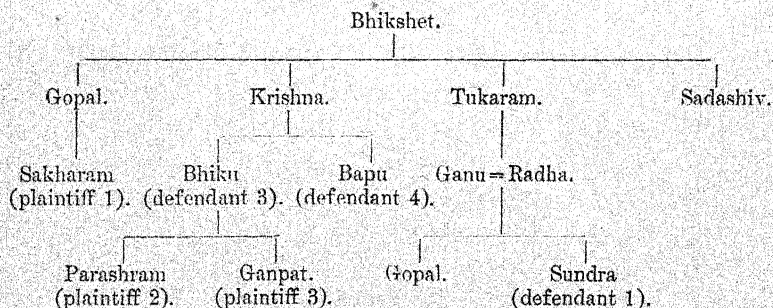 Bhikshet.
Gopal. Krishna. Tukaram. Sadashiv.
Sakharam Bhiku Bapu Ganu=Radha.
(plaintiff 1). (defendant 3). (defendant 4).
Parashram Ganpat. Gopal. Sundra
(plaintiff 2). (plaintiff 3). (defendant 1).